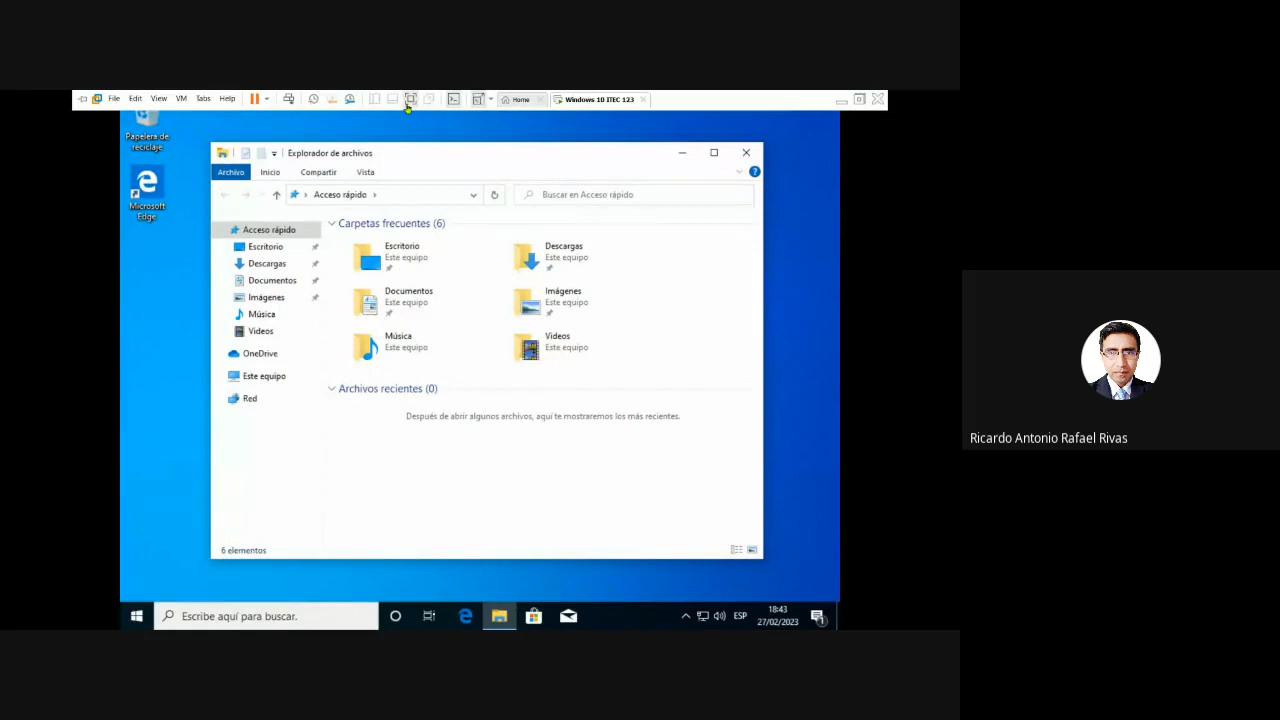 File Edit View VM Tabs Help Home Windows 10 ITEC 123
Papelera de
reciclaje
Microsoft
Edge
Explorador de archivos
Archivo Inicio Compartir Vista
Acceso rápido Buscar en Acceso rápido
Acceso rápido
Escritorio
Descargas
Documentos
Imágenes
Música
Videos
OneDrive
Este equipo
Red
Carpetas frecuentes (6)
Escritorio
Este equipo
Descargas
Este equipo
Documentos
Este equipo
Imágenes
Este equipo
Música
Este equipo
Videos
Este equipo
Archivos recientes (0)
Después de abrir algunos archivos, aquí te mostraremos los más recientes.
6 elementos
Escribe aquí para buscar.
ESP
18:43
27/02/2023
1
Ricardo Antonio Rafael Rivas